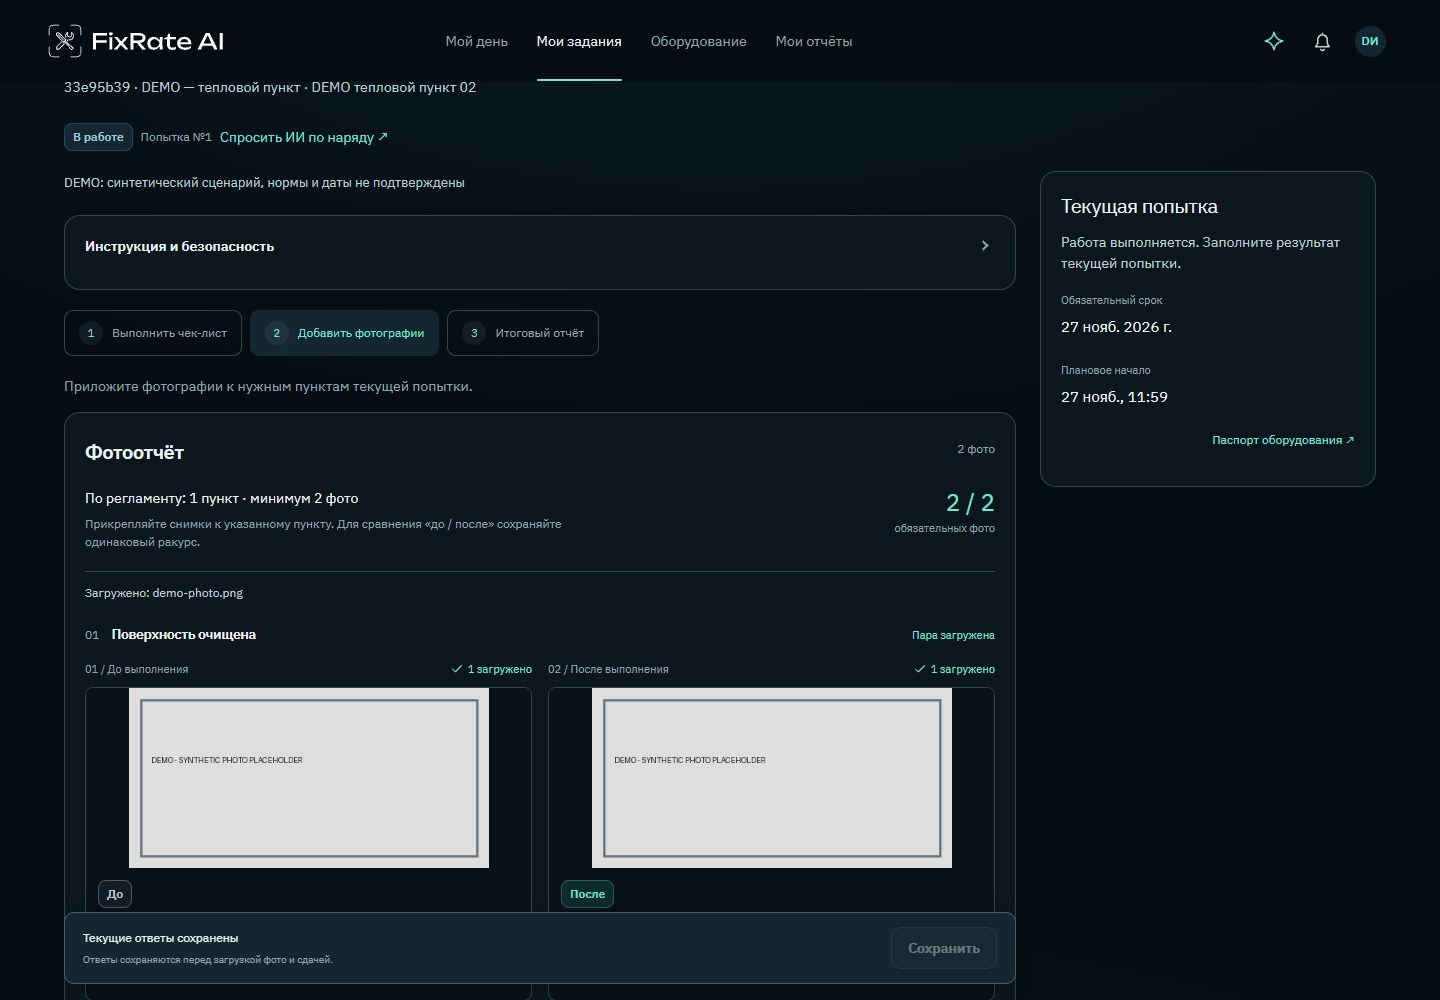 FixRate AI
Мой день
Мои задания
Оборудование
Мои отчёты
DИ
33e95b39 · DEMO — тепловой пункт · DEMO тепловой пункт 02
В работе
Попытка №1
Спросить ИИ по наряду ↗
DEMO: синтетический сценарий, нормы и даты не подтверждены
Инструкция и безопасность
1 Выполнить чек-лист
2 Добавить фотографии
3 Итоговый отчёт
Приложите фотографии к нужным пунктам текущей попытки.
Фотоотчёт
2 фото
По регламенту: 1 пункт · минимум 2 фото
Прикрепляйте снимки к указанному пункту. Для сравнения «до / после» сохраняйте
одинаковый ракурс.
2 / 2
обязательных фото
Загружено: demo-photo.png
01 Поверхность очищена
Пара загружена
01 / До выполнения
1 загружено
02 / После выполнения
1 загружено
DEMO - SYNTHETIC PHOTO PLACEHOLDER
DEMO - SYNTHETIC PHOTO PLACEHOLDER
До
После
Текущие ответы сохранены
Ответы сохраняются перед загрузкой фото и сдачей.
Сохранить
Текущая попытка
Работа выполняется. Заполните результат
текущей попытки.
Обязательный срок
27 нояб. 2026 г.
Плановое начало
27 нояб., 11:59
Паспорт оборудования ↗